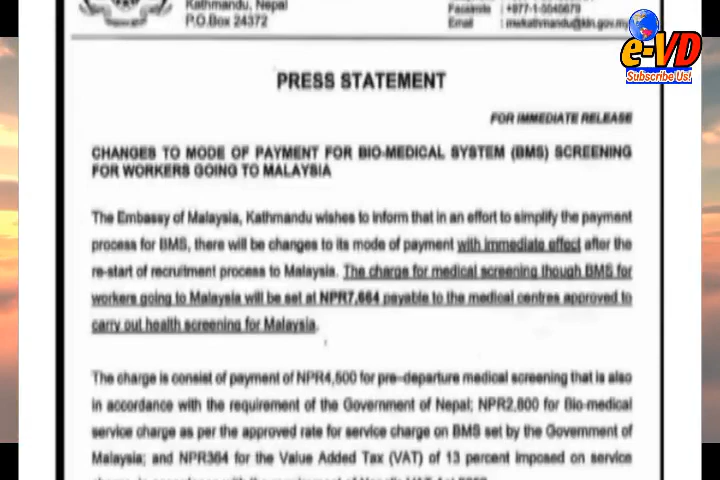 Kathmandu, Nepal
P.O.Box 24372
Facsimile : +977-1-5545679
Email : mwkathmandu@kln.gov.my
e-VD
Subscribe Us!
PRESS STATEMENT
FOR IMMEDIATE RELEASE
CHANGES TO MODE OF PAYMENT FOR BIO-MEDICAL SYSTEM (BMS) SCREENING
FOR WORKERS GOING TO MALAYSIA
The Embassy of Malaysia, Kathmandu wishes to inform that in an effort to simplify the payment
process for BMS, there will be changes to its mode of payment with immediate effect after the
re-start of recruitment process to Malaysia. The charge for medical screening though BMS for
workers going to Malaysia will be set at NPR7,664 payable to the medical centres approved to
carry out health screening for Malaysia.
The charge is consist of payment of NPR4,500 for pre-departure medical screening that is also
in accordance with the requirement of the Government of Nepal; NPR2,800 for Bio-medical
service charge as per the approved rate for service charge on BMS set by the Government of
Malaysia; and NPR364 for the Value Added Tax (VAT) of 13 percent imposed on service